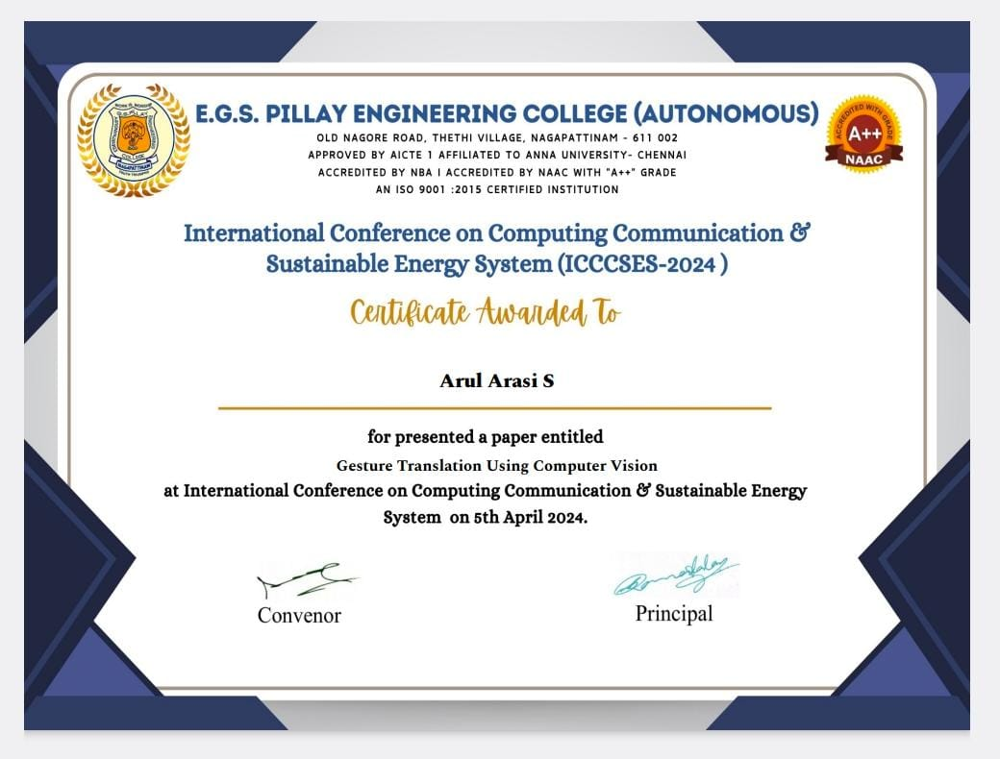 E.G.S. PILLAY ENGINEERING COLLEGE (AUTONOMOUS)
OLD NAGORE ROAD, THETHI VILLAGE, NAGAPATTINAM - 611 002
APPROVED BY AICTE I AFFILIATED TO ANNA UNIVERSITY- CHENNAI
ACCREDITED BY NBA I ACCREDITED BY NAAC WITH "A++" GRADE
AN ISO 9001 :2015 CERTIFIED INSTITUTION
NAGAPATTINAM
ACCREDITED WITH GRADE
A++
NAAC
International Conference on Computing Communication &
Sustainable Energy System (ICCCSES-2024 )
Certificate Awarded To
Arul Arasi S
for presented a paper entitled
Gesture Translation Using Computer Vision
at International Conference on Computing Communication & Sustainable Energy
System on 5th April 2024.
Convenor
Principal